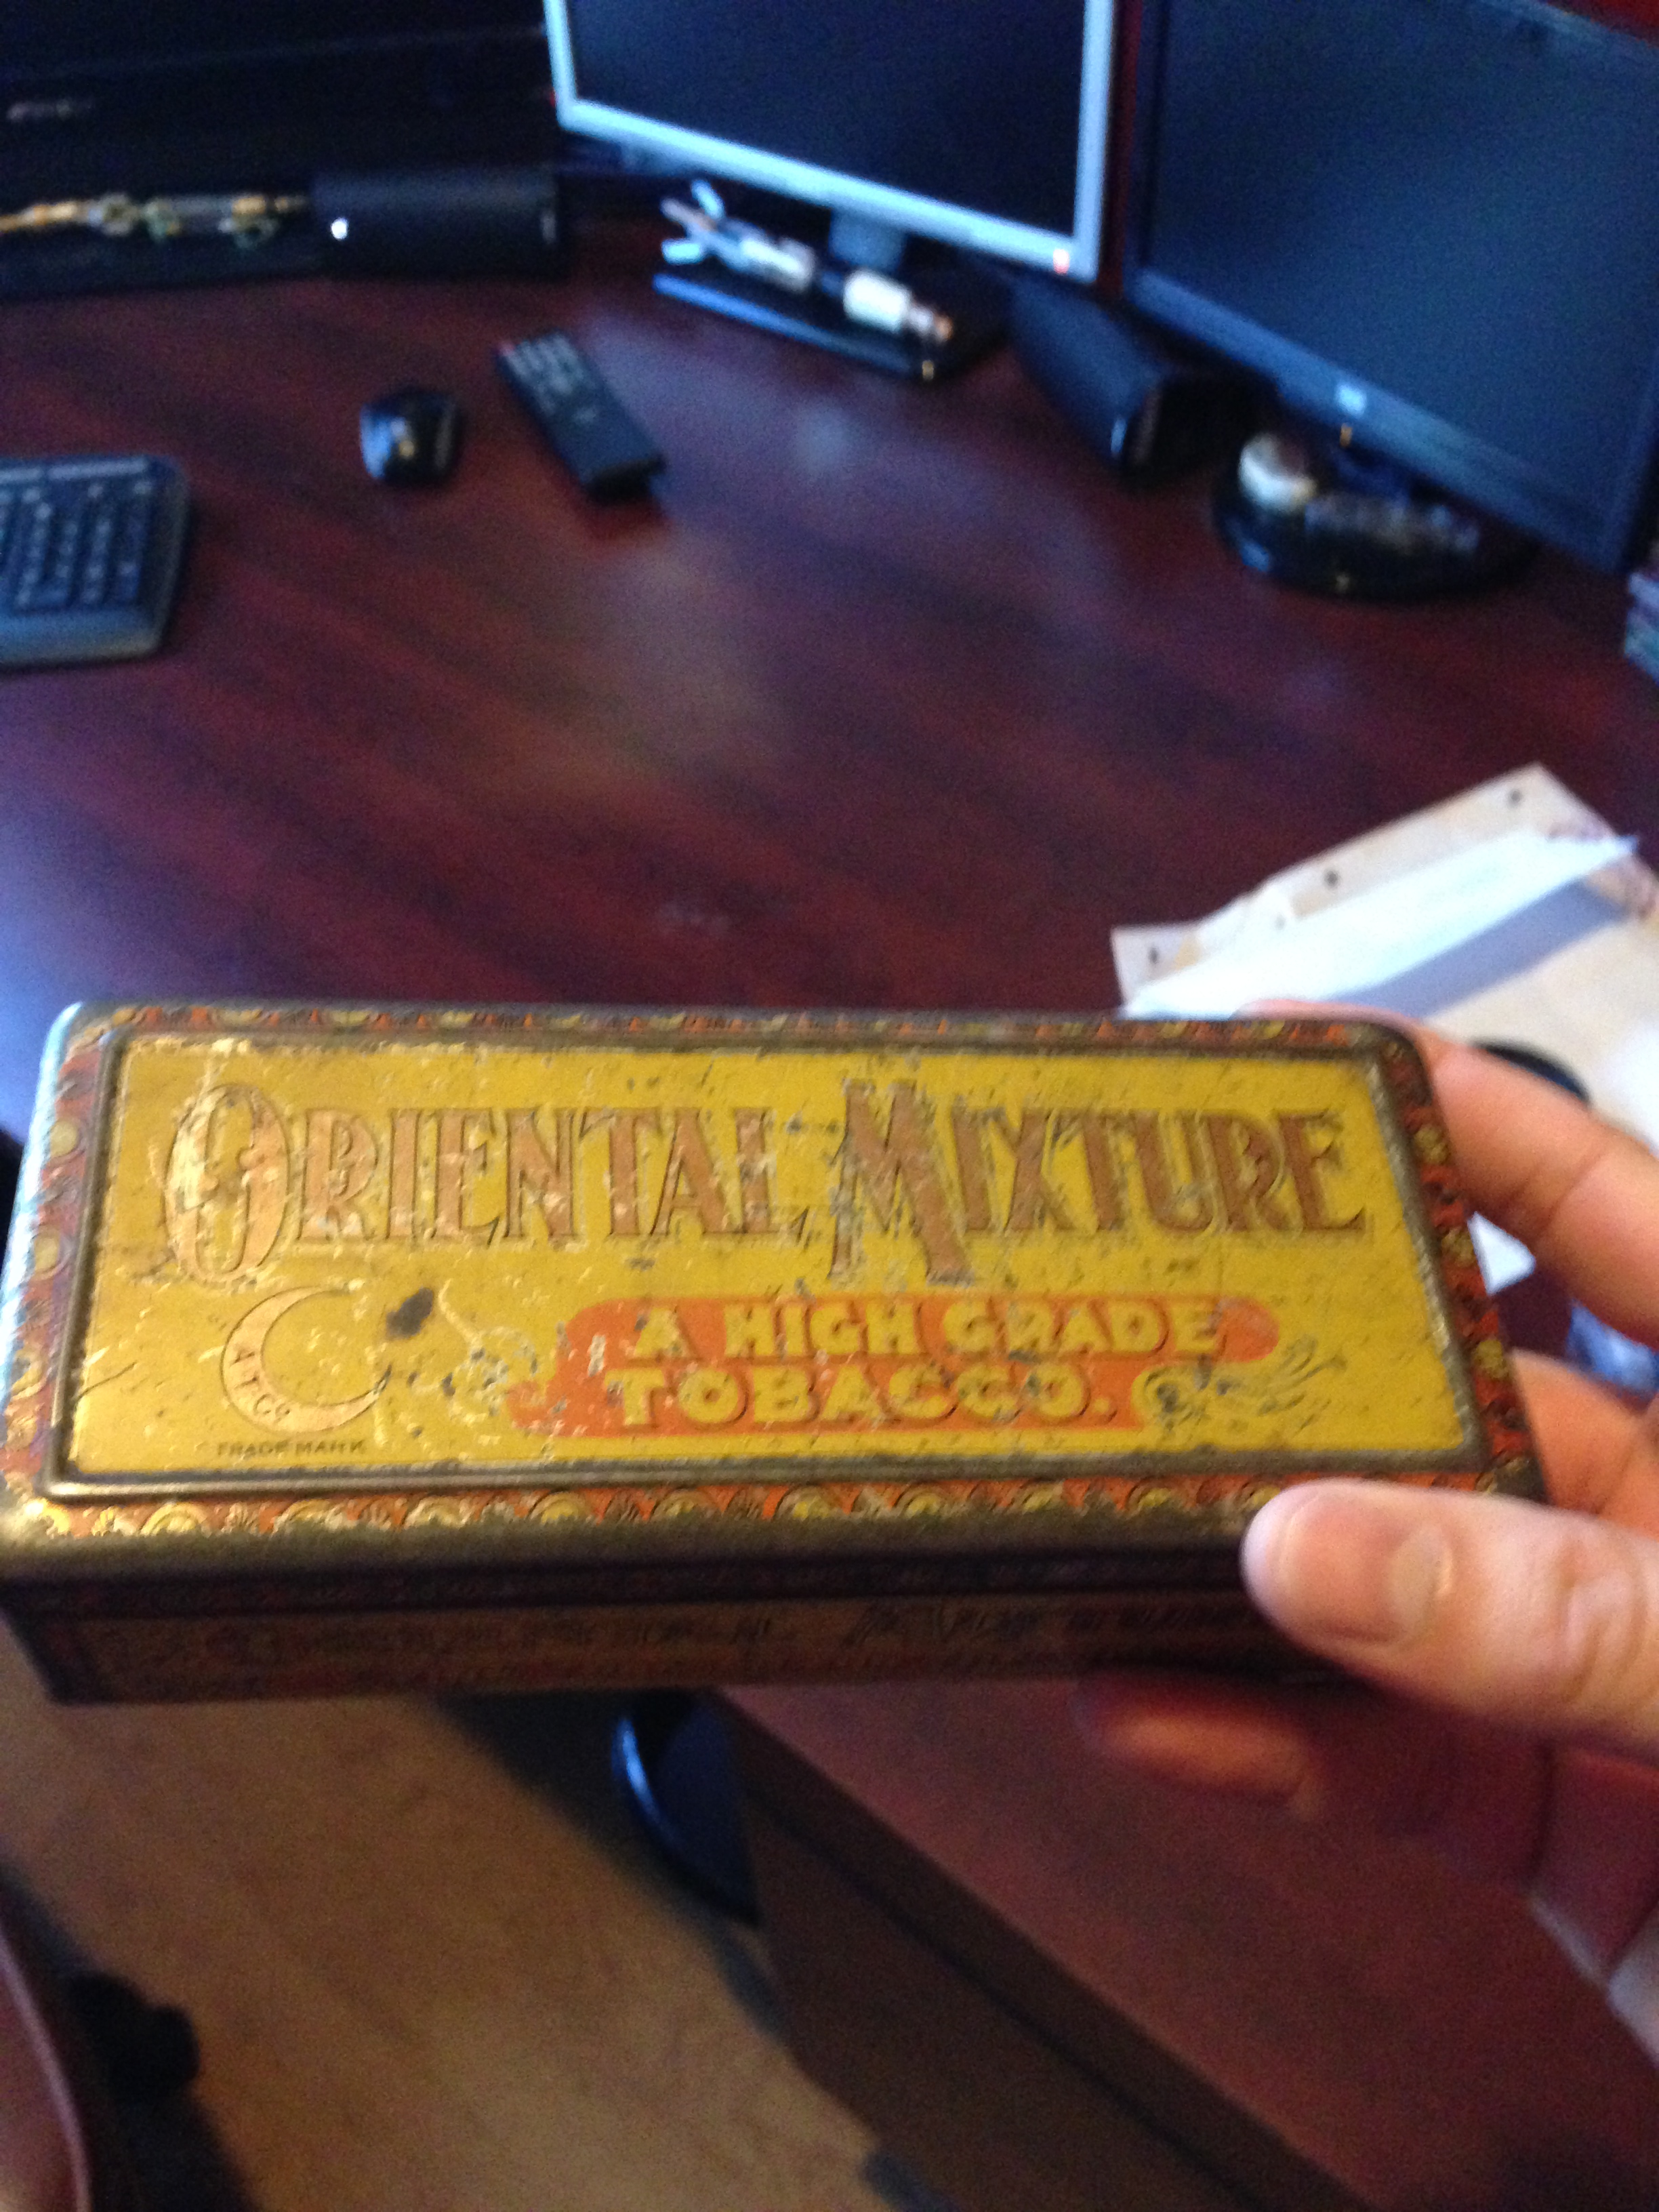 ORIENTAL MIXTURE
A HIGH GRADE
TOBACCO.
A T Co
TRADE MARK